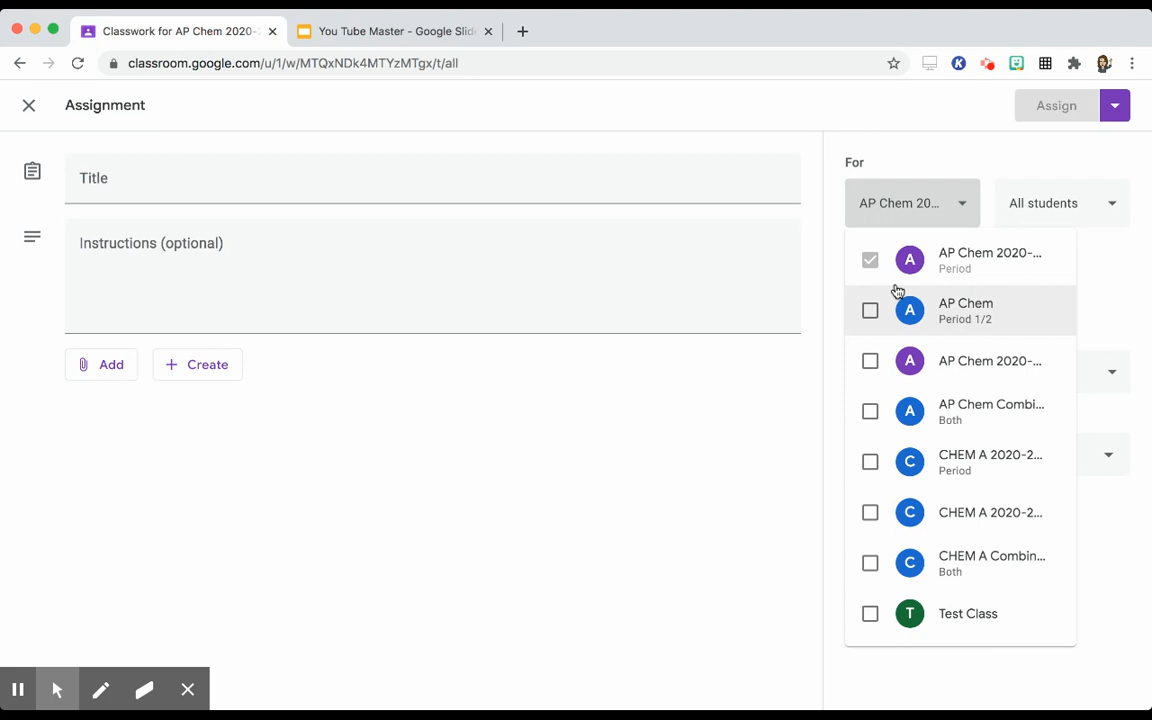 Classwork for AP Chem 2020-
You Tube Master - Google Slid
classroom.google.com/u/1/w/MTQxNDk4MTYzMTgx/t/all
K
Assignment
Assign
Title
Instructions (optional)
Add
Create
For
AP Chem 20...
All students
A
AP Chem 2020-...
Period
A
AP Chem
Period 1/2
A
AP Chem 2020-...
A
AP Chem Combi...
Both
C
CHEM A 2020-2...
Period
C
CHEM A 2020-2...
C
CHEM A Combin...
Both
T
Test Class